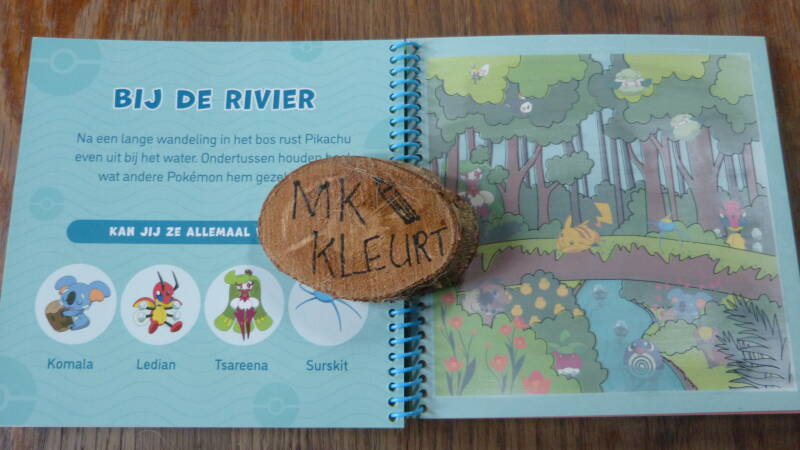 BIJ DE RIVIER
Na een lange wandeling in het bos rust Pikachu
even uit bij het water. Ondertussen houden
wat andere Pokémon hem
KAN JIJ ZE ALLEMAAL
Komala
Ledian
Tsareena
Surskit
MK
KLEURT